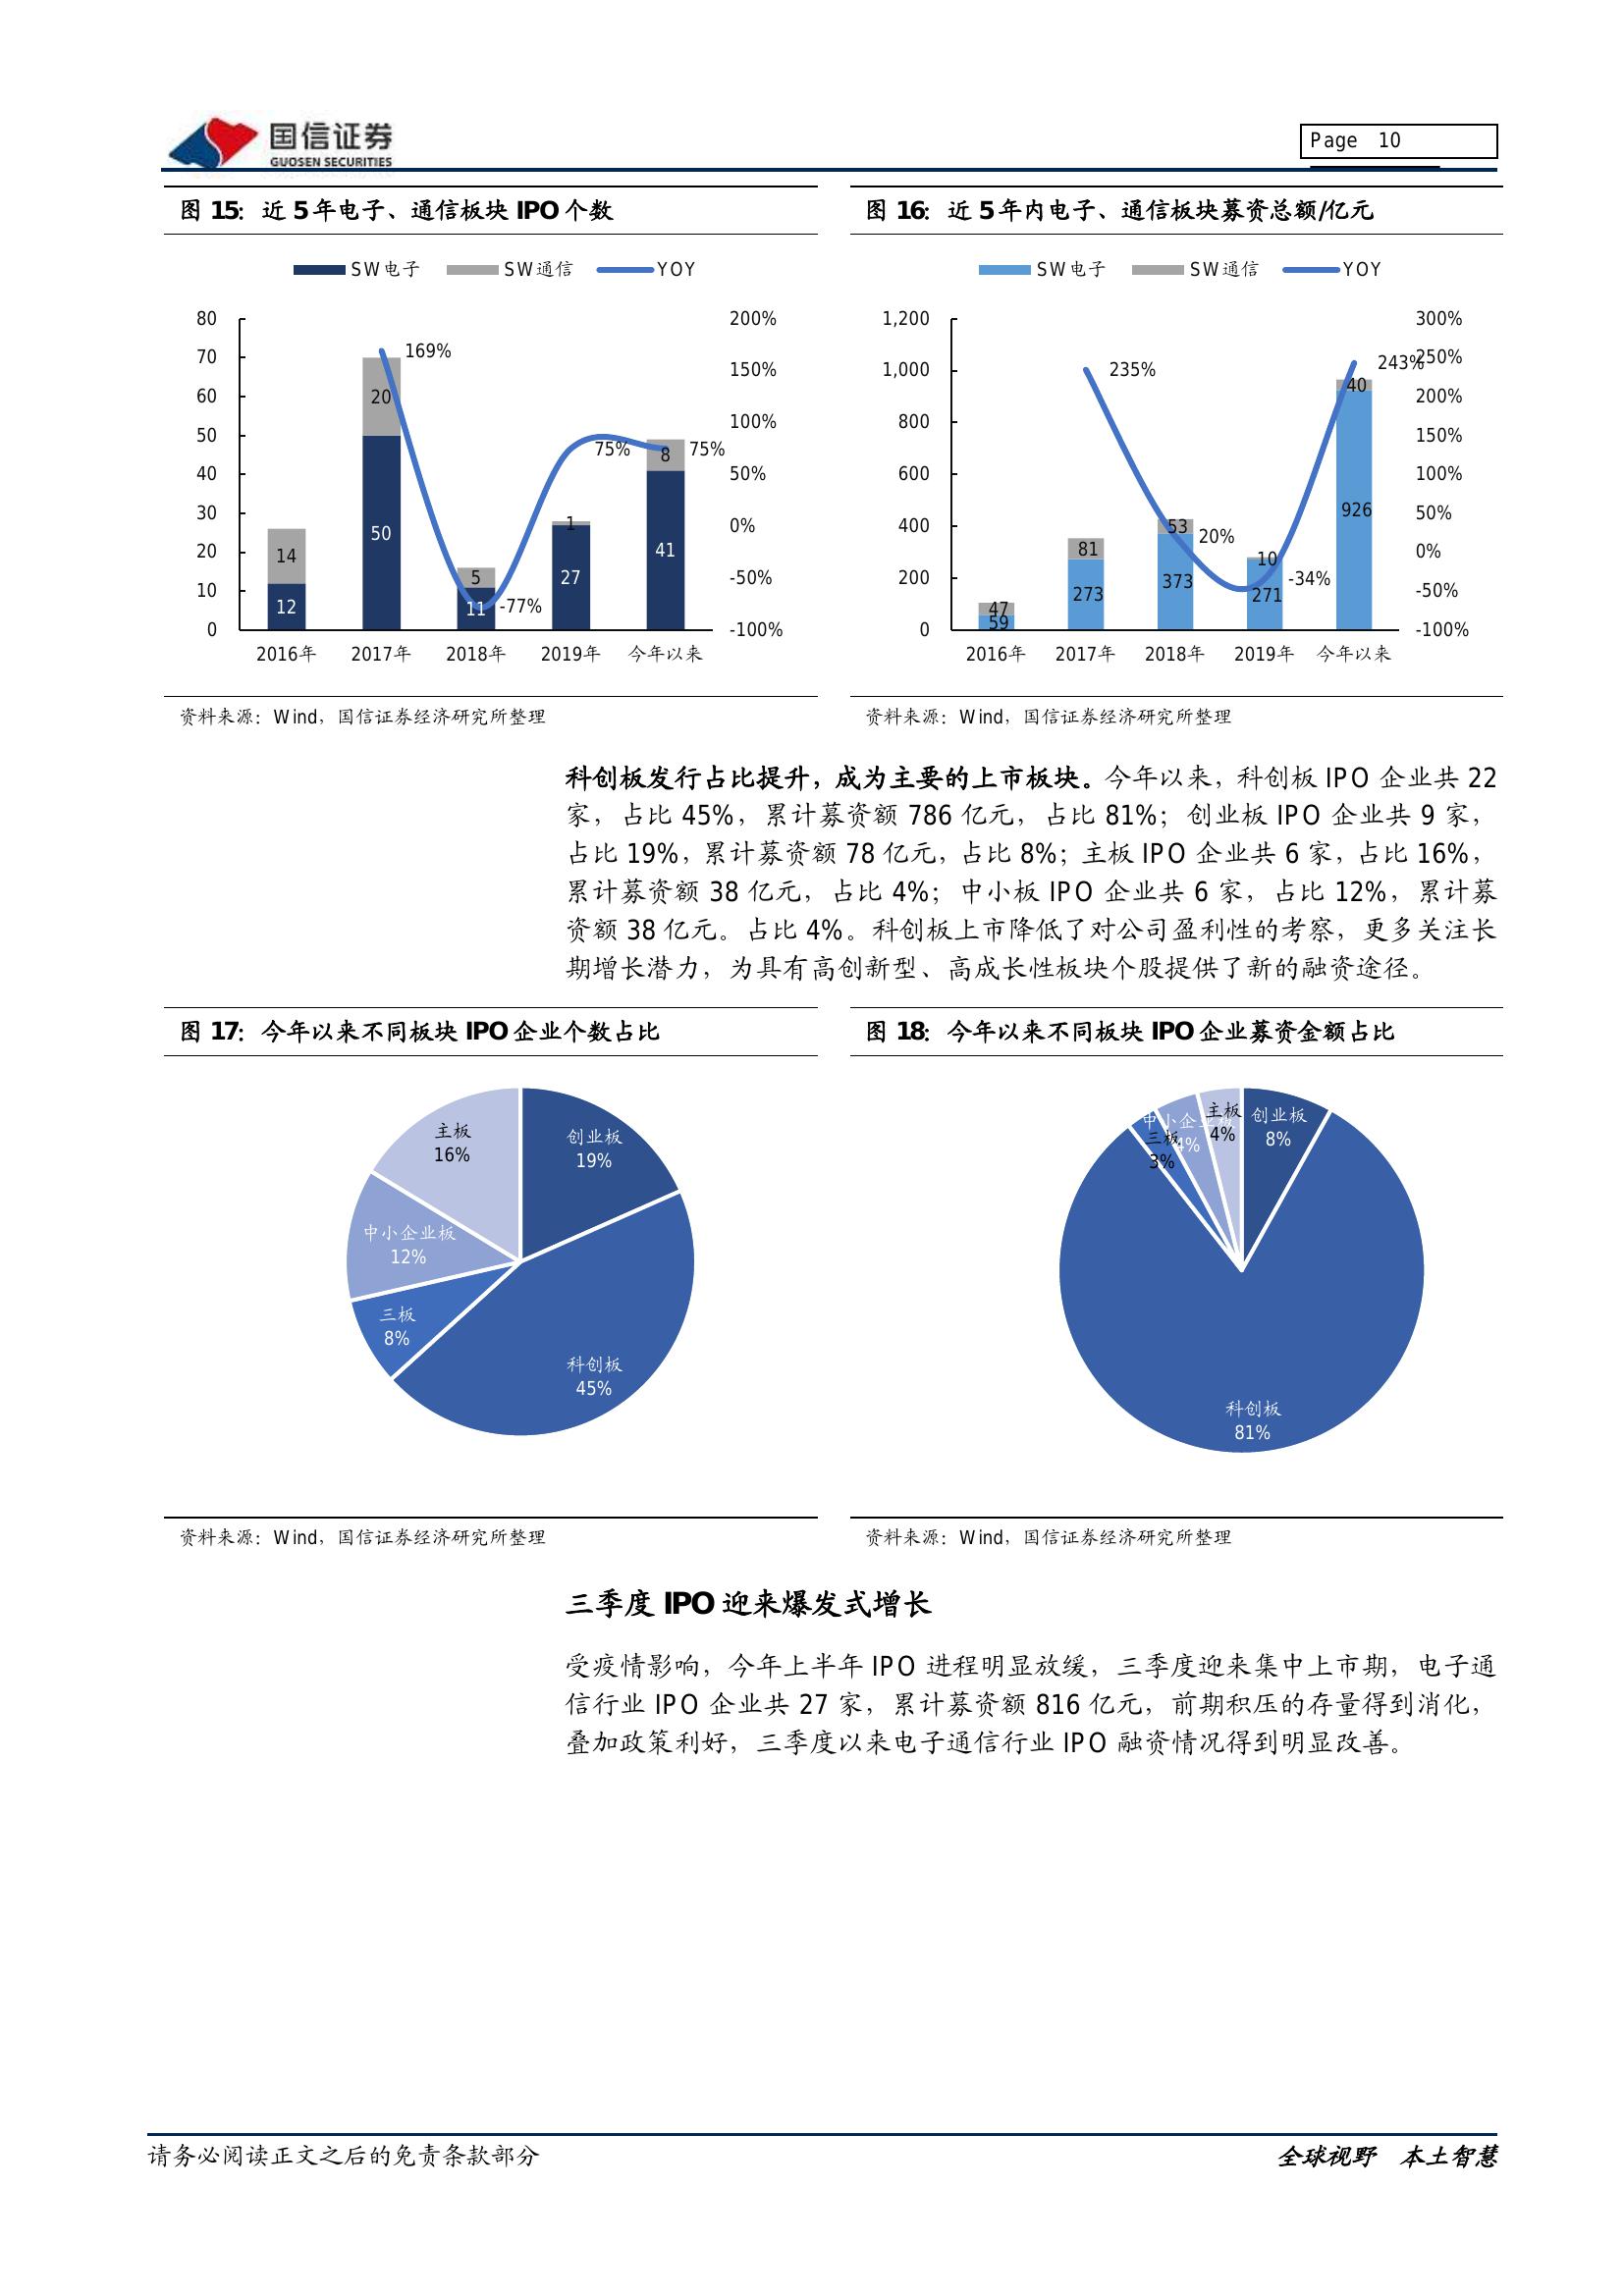 国信证券
GUOSEN SECURITIES
Page 10
图 15：近 5 年电子、通信板块 IPO 个数
SW电子 SW通信 YOY
80
70
60
50
40
30
20
10
0
200%
150%
100%
50%
0%
-50%
-100%
14
12
20
50
5
11
1
27
8
41
169%
-77%
75%
75%
2016年 2017年 2018年 2019年 今年以来
资料来源：Wind，国信证券经济研究所整理
图 16：近 5 年内电子、通信板块募资总额/亿元
SW电子 SW通信 YOY
1,200
1,000
800
600
400
200
0
300%
250%
200%
150%
100%
50%
0%
-50%
-100%
47
59
81
273
53
373
10
271
40
926
235%
20%
-34%
243%
2016年 2017年 2018年 2019年 今年以来
资料来源：Wind，国信证券经济研究所整理
科创板发行占比提升，成为主要的上市板块。今年以来，科创板 IPO 企业共 22
家，占比 45%，累计募资额 786 亿元，占比 81%；创业板 IPO 企业共 9 家，
占比 19%，累计募资额 78 亿元，占比 8%；主板 IPO 企业共 6 家，占比 16%，
累计募资额 38 亿元，占比 4%；中小板 IPO 企业共 6 家，占比 12%，累计募
资额 38 亿元。占比 4%。科创板上市降低了对公司盈利性的考察，更多关注长
期增长潜力，为具有高创新型、高成长性板块个股提供了新的融资途径。
图 17：今年以来不同板块 IPO 企业个数占比
主板
16%
创业板
19%
中小企业板
12%
三板
8%
科创板
45%
资料来源：Wind，国信证券经济研究所整理
图 18：今年以来不同板块 IPO 企业募资金额占比
中小企业板
4%
主板
4%
创业板
8%
三板
3%
科创板
81%
资料来源：Wind，国信证券经济研究所整理
三季度 IPO 迎来爆发式增长
受疫情影响，今年上半年 IPO 进程明显放缓，三季度迎来集中上市期，电子通
信行业 IPO 企业共 27 家，累计募资额 816 亿元，前期积压的存量得到消化，
叠加政策利好，三季度以来电子通信行业 IPO 融资情况得到明显改善。
请务必阅读正文之后的免责条款部分
全球视野 本土智慧